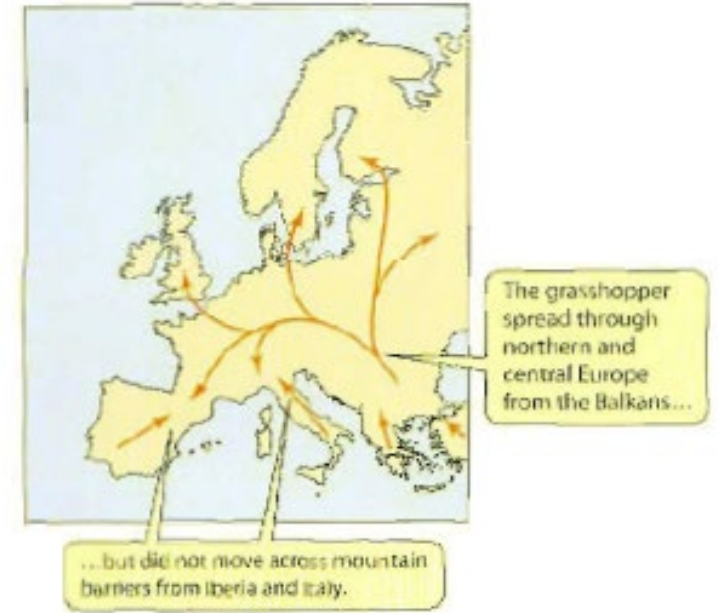 The grasshopper
spread through
northern and
central Europe
from the Balkans...
...but did not move across mountain
barriers from Iberia and Italy.